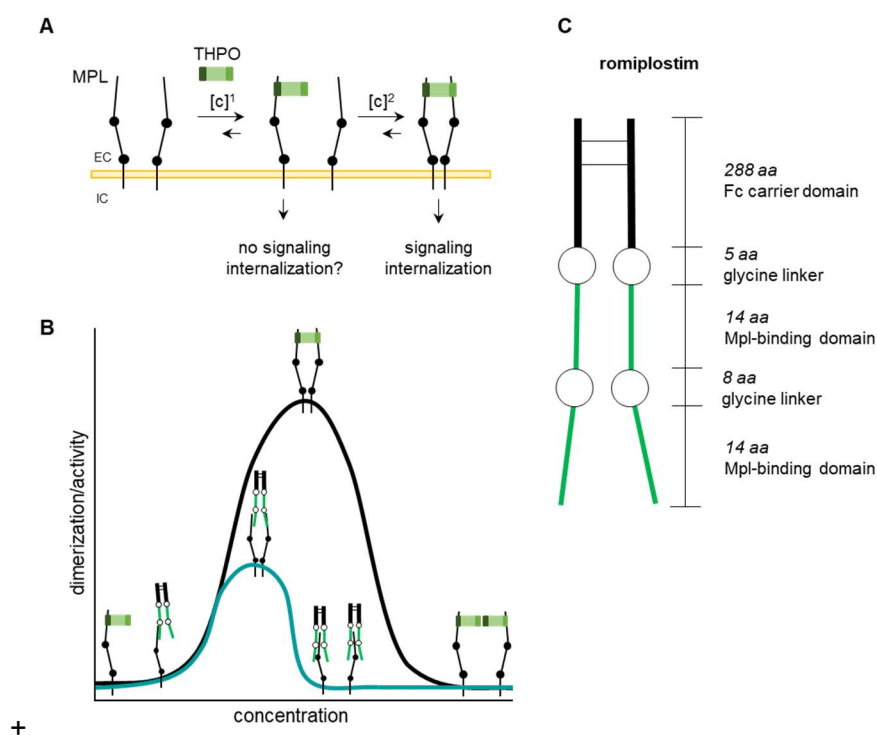 A
THPO
MPL
[c]¹
[c]²
EC
IC
no signaling
internalization?
signaling
internalization
B
dimerization/activity
concentration
C
romiplostim
288 aa
Fc carrier domain
5 aa
glycine linker
14 aa
Mpl-binding domain
8 aa
glycine linker
14 aa
Mpl-binding domain
+